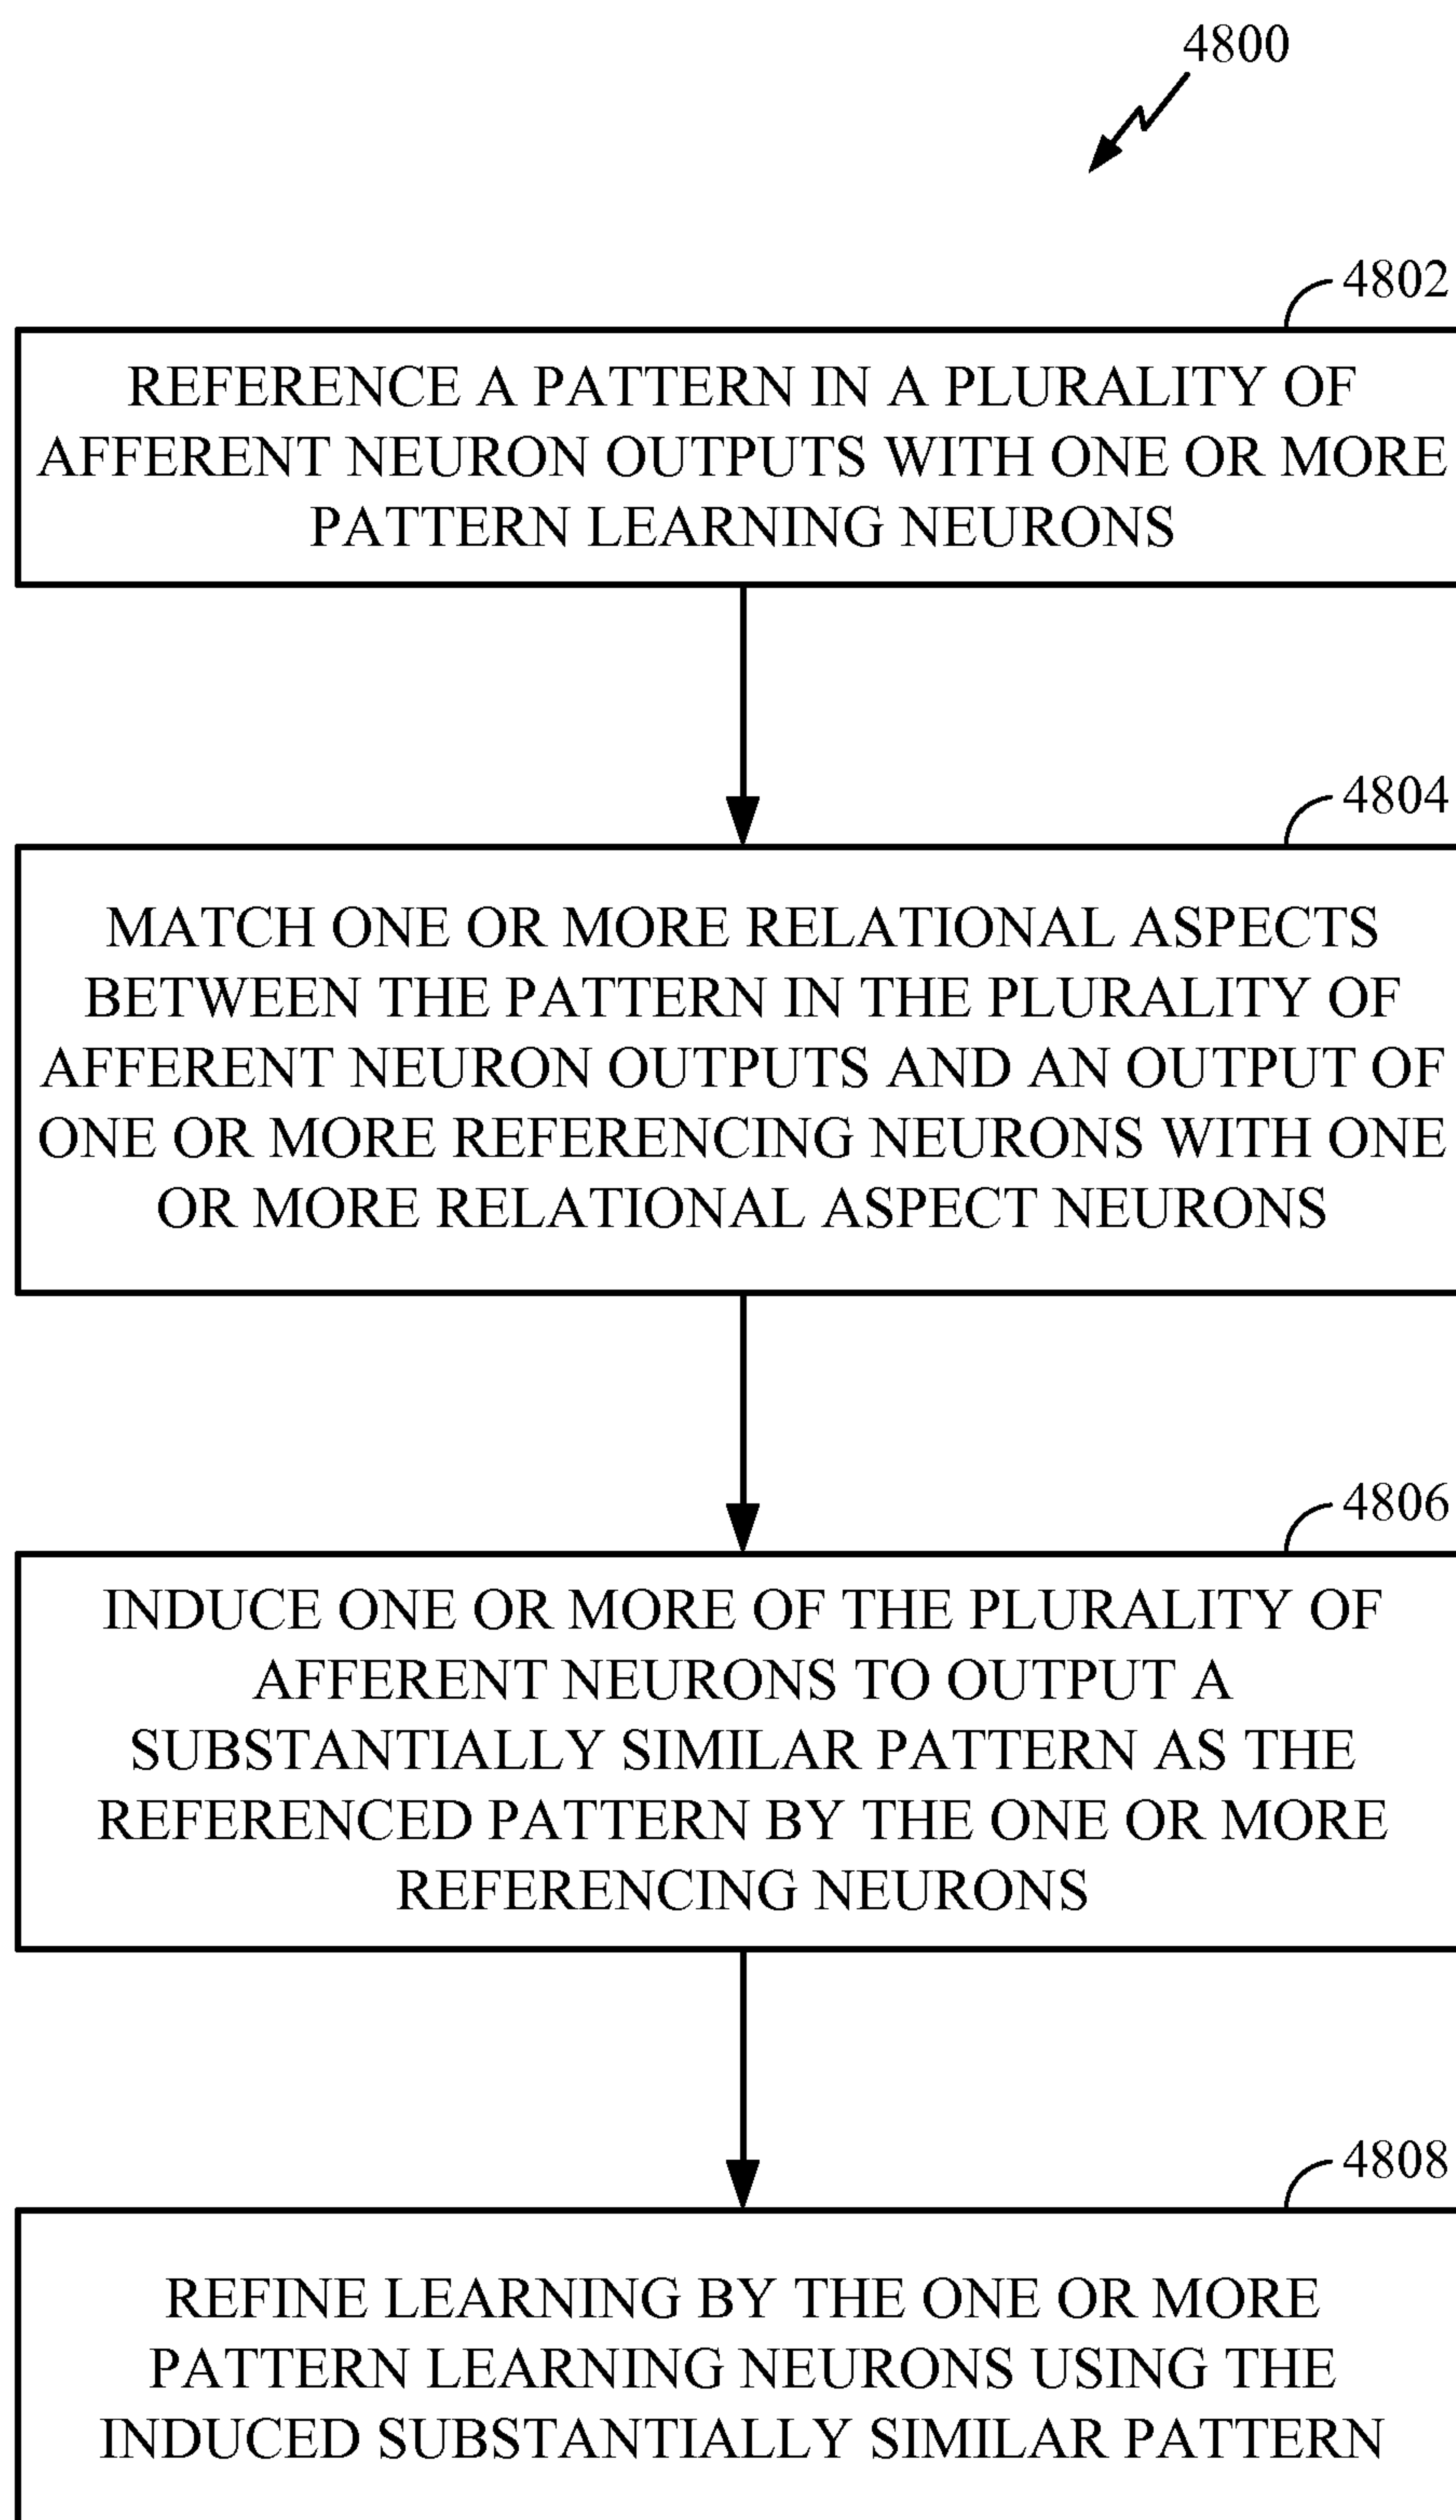 4800
4802
REFERENCE A PATTERN IN A PLURALITY OF
AFFERENT NEURON OUTPUTS WITH ONE OR MORE
PATTERN LEARNING NEURONS
4804
MATCH ONE OR MORE RELATIONAL ASPECTS
BETWEEN THE PATTERN IN THE PLURALITY OF
AFFERENT NEURON OUTPUTS AND AN OUTPUT OF
ONE OR MORE REFERENCING NEURONS WITH ONE
OR MORE RELATIONAL ASPECT NEURONS
4806
INDUCE ONE OR MORE OF THE PLURALITY OF
AFFERENT NEURONS TO OUTPUT A
SUBSTANTIALLY SIMILAR PATTERN AS THE
REFERENCED PATTERN BY THE ONE OR MORE
REFERENCING NEURONS
4808
REFINE LEARNING BY THE ONE OR MORE
PATTERN LEARNING NEURONS USING THE
INDUCED SUBSTANTIALLY SIMILAR PATTERN